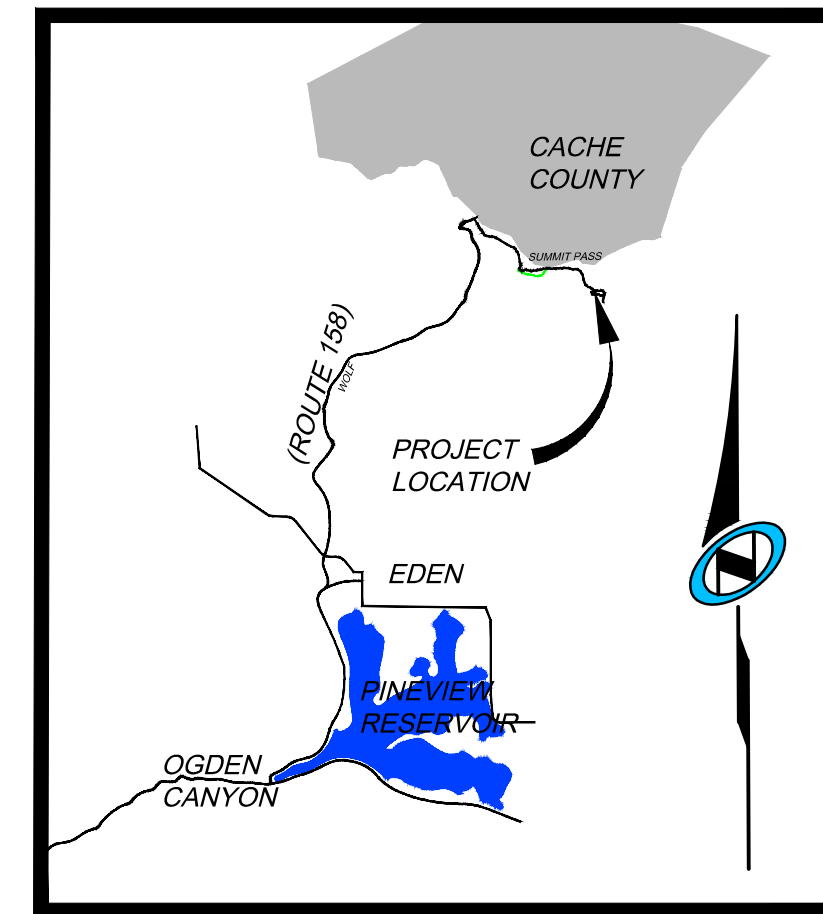 CACHE
COUNTY
SUMMIT PASS
(ROUTE 158)
WOLF
PROJECT
LOCATION
EDEN
PINEVIEW
RESERVOIR
OGDEN
CANYON
N